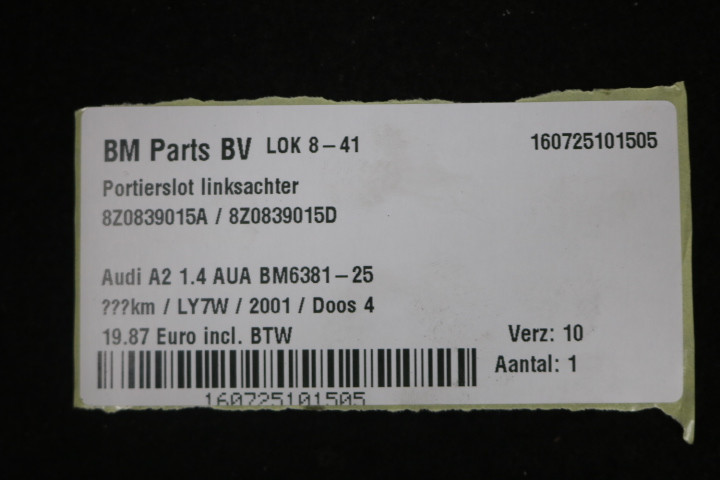 BM Parts BV LOK 8-41 160725101505
Portierslot linksachter
8Z0839015A / 8Z0839015D
Audi A2 1.4 AUA BM6381-25
???km / LY7W / 2001 / Doos 4
19.87 Euro incl. BTW Verz: 10
Aantal: 1
160725101505